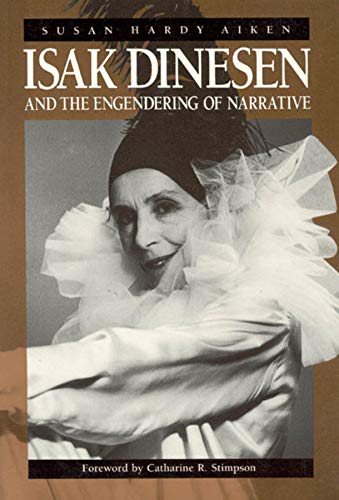 SUSAN HARDY AIKEN
ISAK DINESEN
AND THE ENGENDERING OF NARRATIVE
Foreword by Catharine R. Stimpson